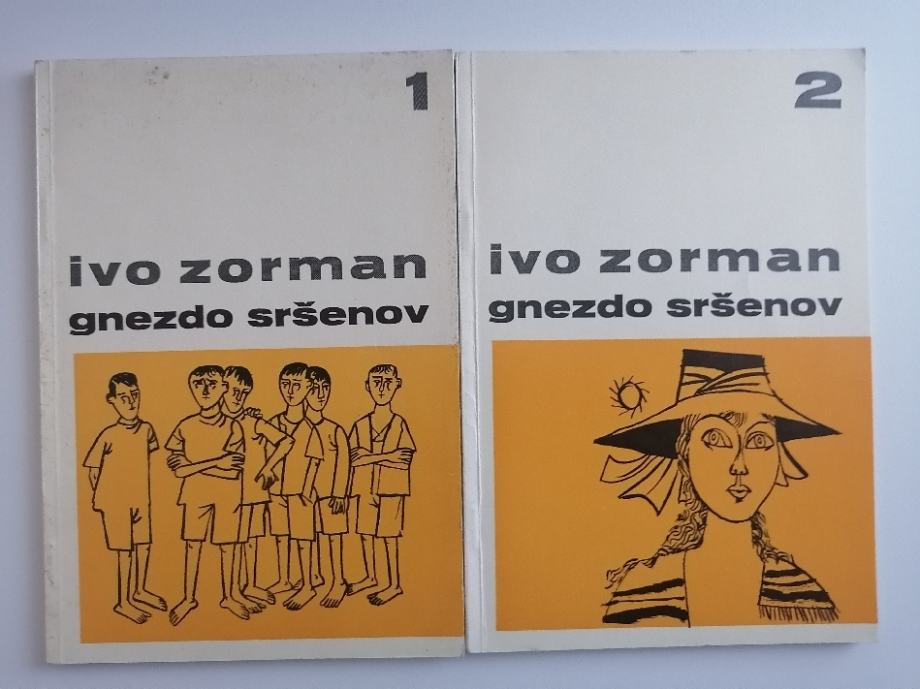 1
ivo zorman
gnezdo sršenov
2
ivo zorman
gnezdo sršenov